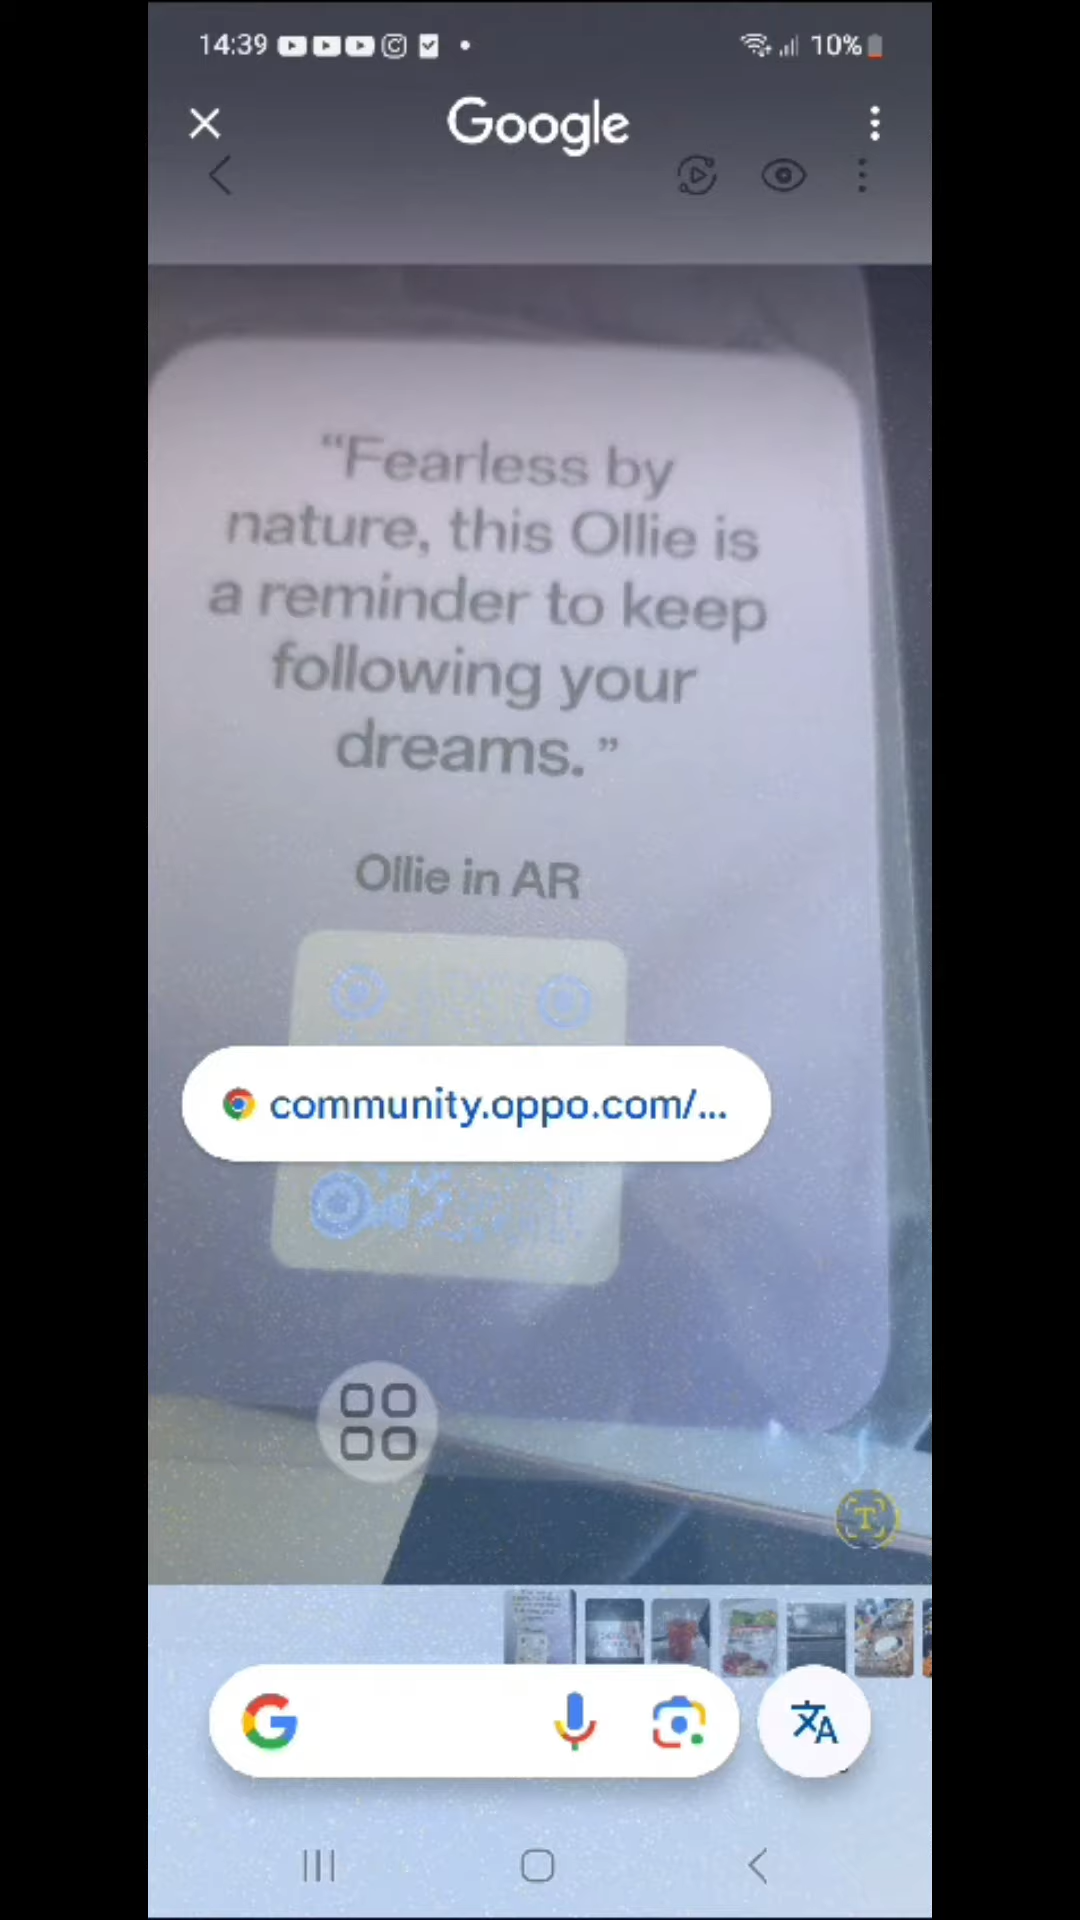 14:39
10%
Google
“Fearless by
nature, this Ollie is
a reminder to keep
following your
dreams.”
Ollie in AR
community.oppo.com/...